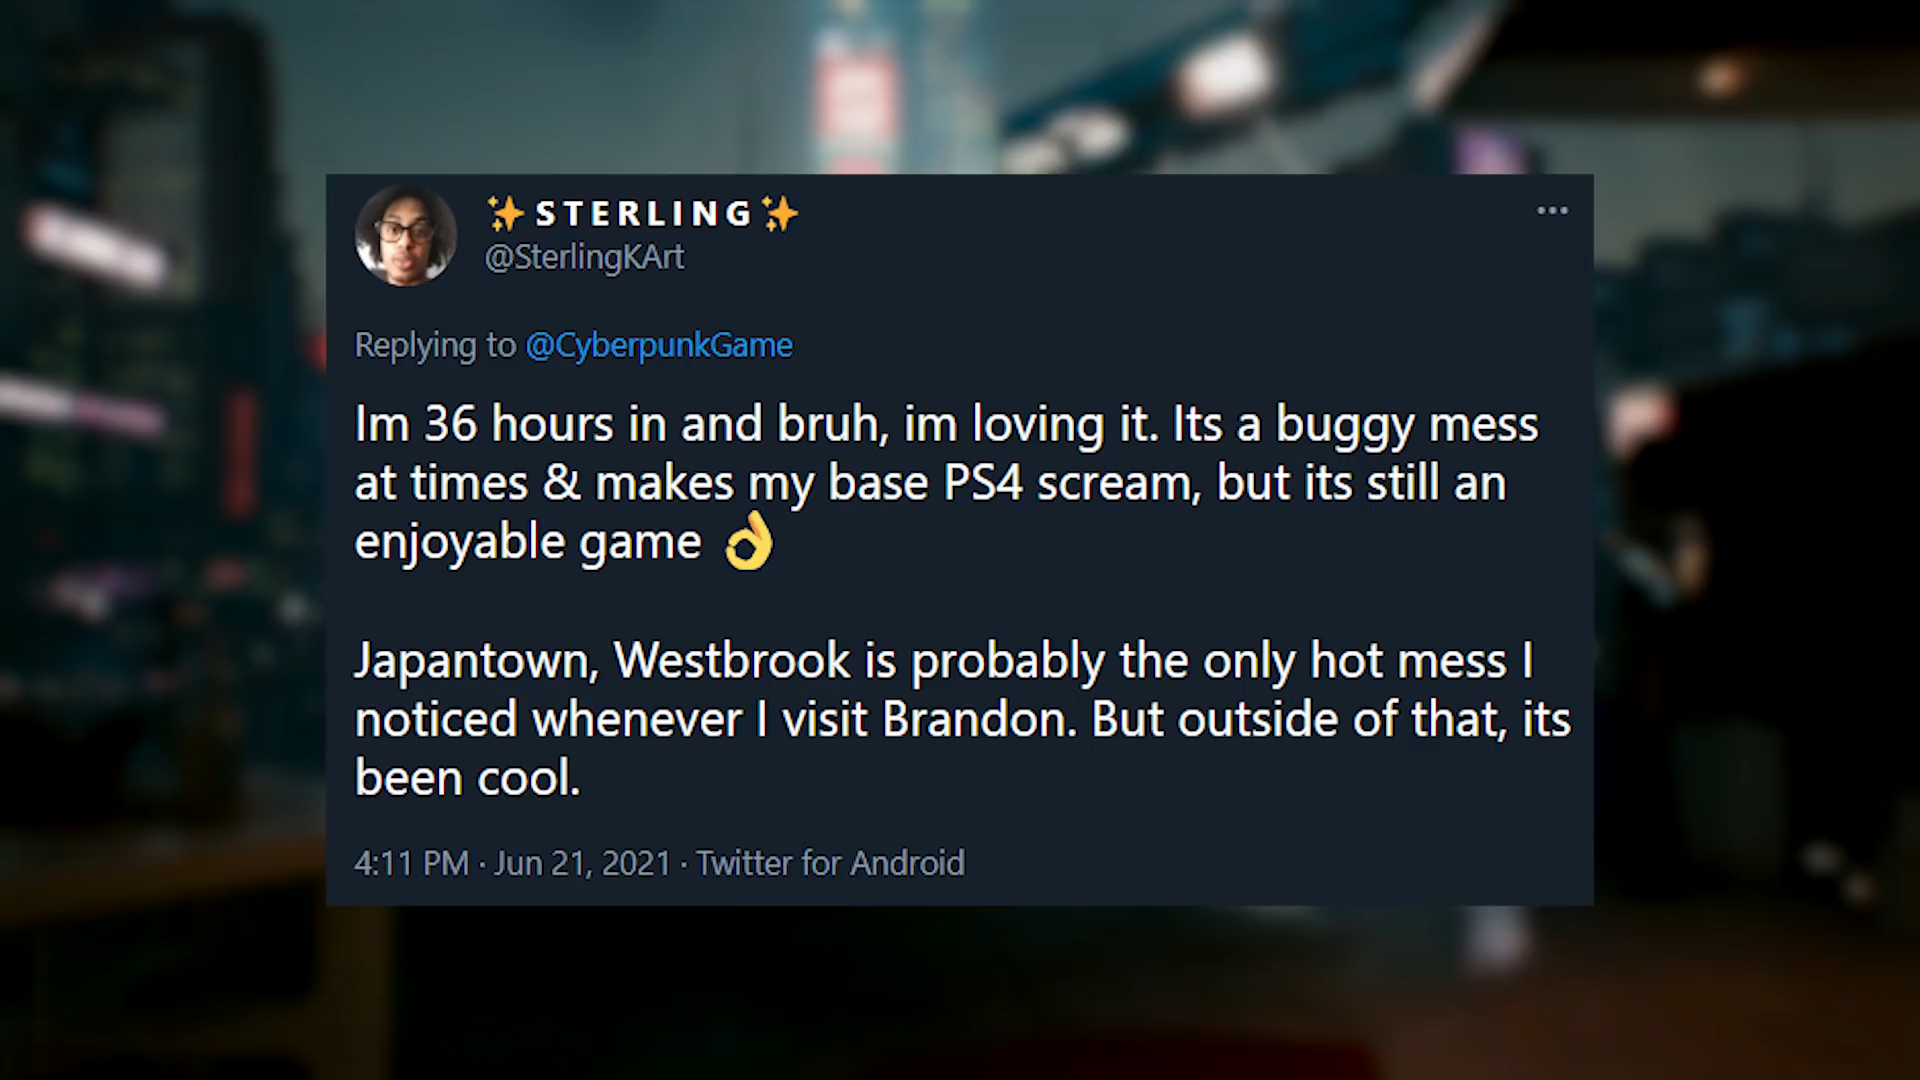 ✨STERLING✨
@SterlingKArt
Replying to @CyberpunkGame
Im 36 hours in and bruh, im loving it. Its a buggy mess
at times & makes my base PS4 scream, but its still an
enjoyable game 👌
Japantown, Westbrook is probably the only hot mess I
noticed whenever I visit Brandon. But outside of that, its
been cool.
4:11 PM · Jun 21, 2021 · Twitter for Android